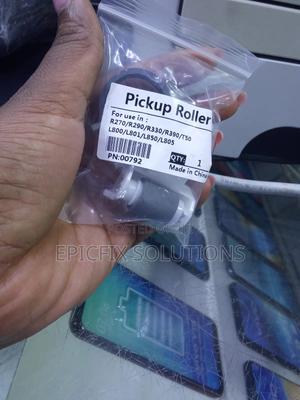 Pickup Roller
For use in :
R270/R290/R330/R390/T50
L800/L801/L850/L805
QTY: 1
PN:00792
Made in China
POSTED
EPICFIX SOLUTIONS